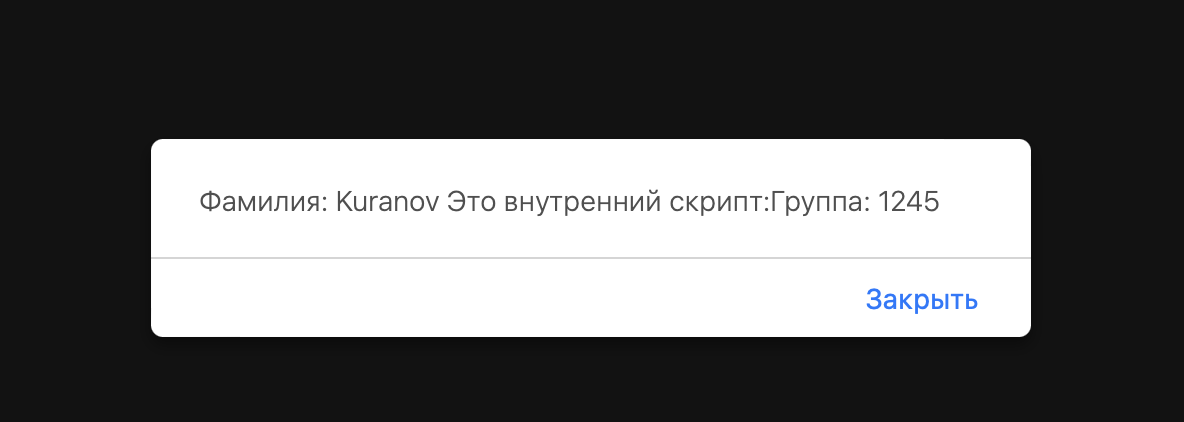 Фамилия: Kuranov Это внутренний скрипт:Группа: 1245
Закрыть